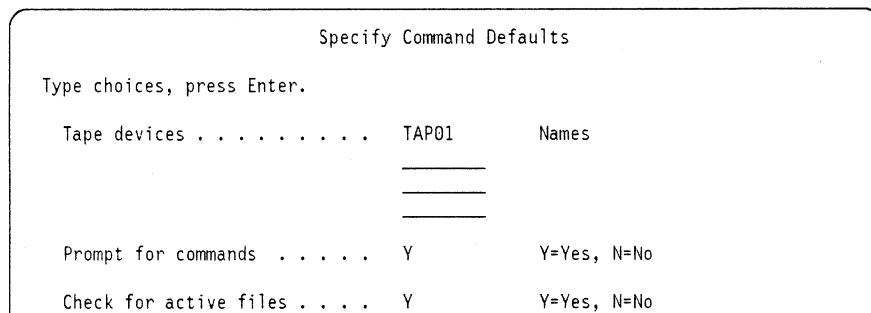 Specify Command Defaults
Type choices, press Enter.
Tape devices . . . . . . . . . TAP01 Names
Prompt for commands . . . . . Y Y=Yes, N=No
Check for active files . . . . Y Y=Yes, N=No